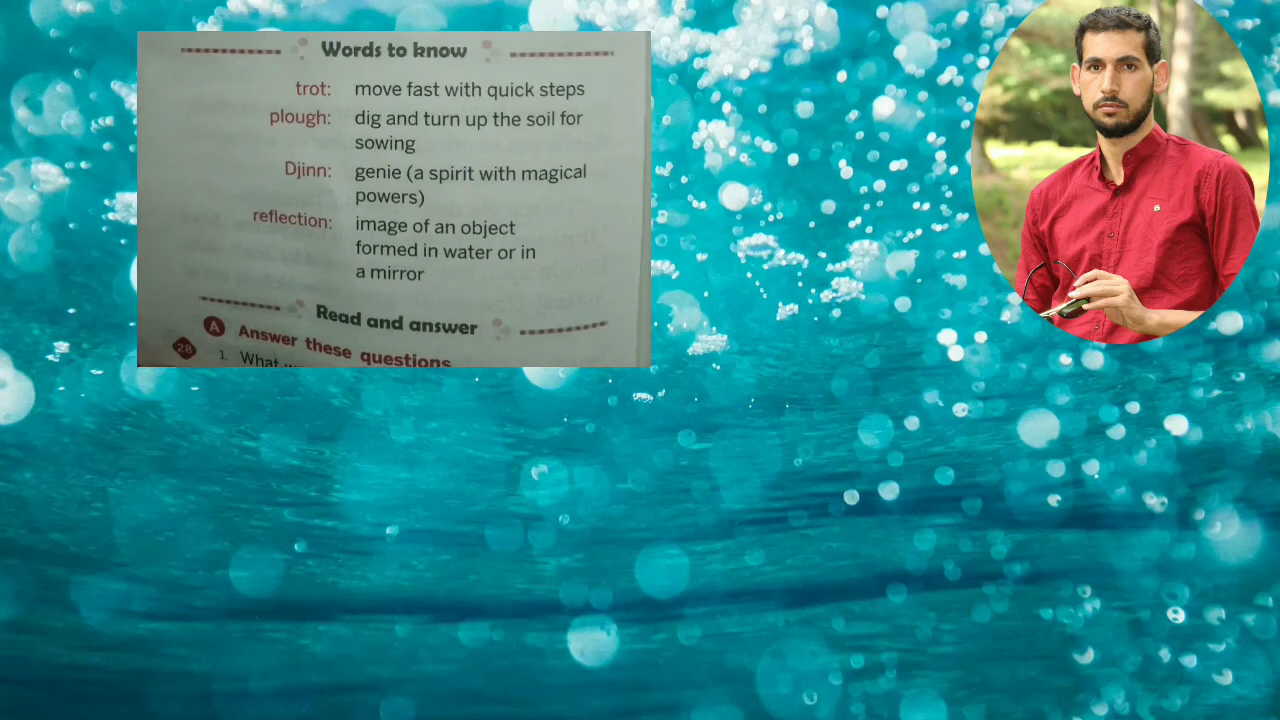 Words to know
trot: move fast with quick steps
plough: dig and turn up the soil for
sowing
Djinn: genie (a spirit with magical
powers)
reflection: image of an object
formed in water or in
a mirror
Read and answer
A Answer these questions
28
1. What